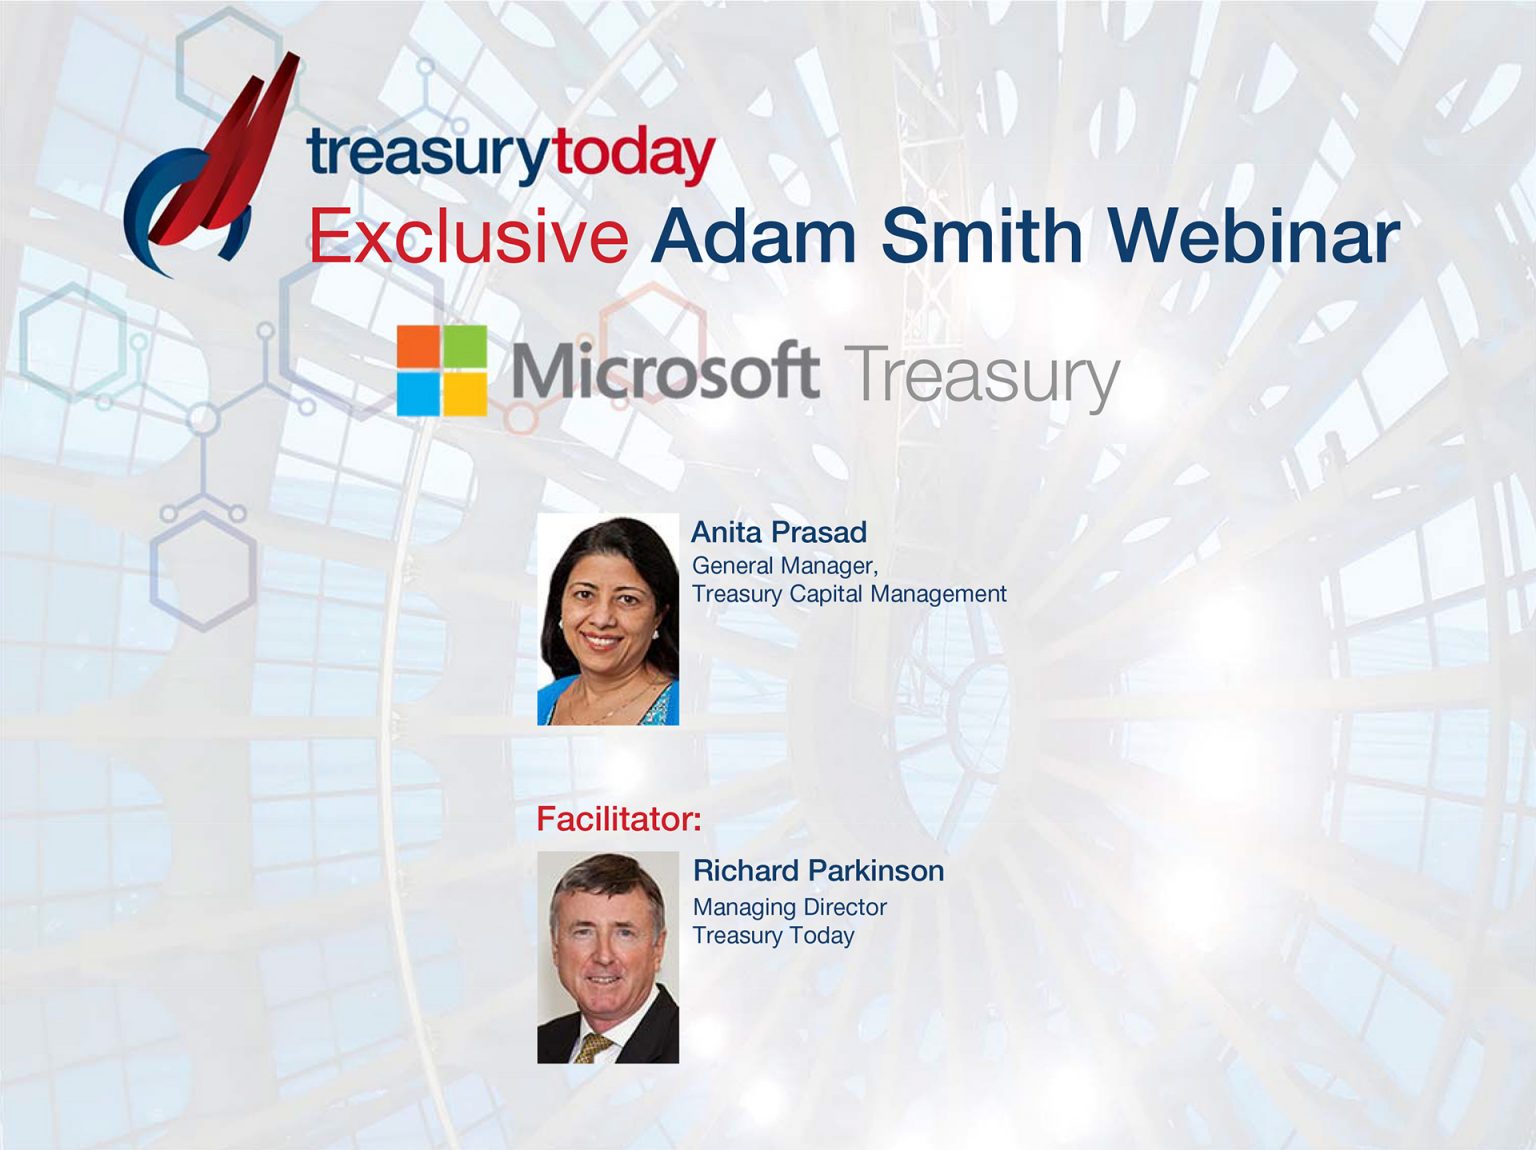 treasurytoday
Exclusive Adam Smith Webinar
Microsoft Treasury
Anita Prasad
General Manager,
Treasury Capital Management
Facilitator:
Richard Parkinson
Managing Director
Treasury Today